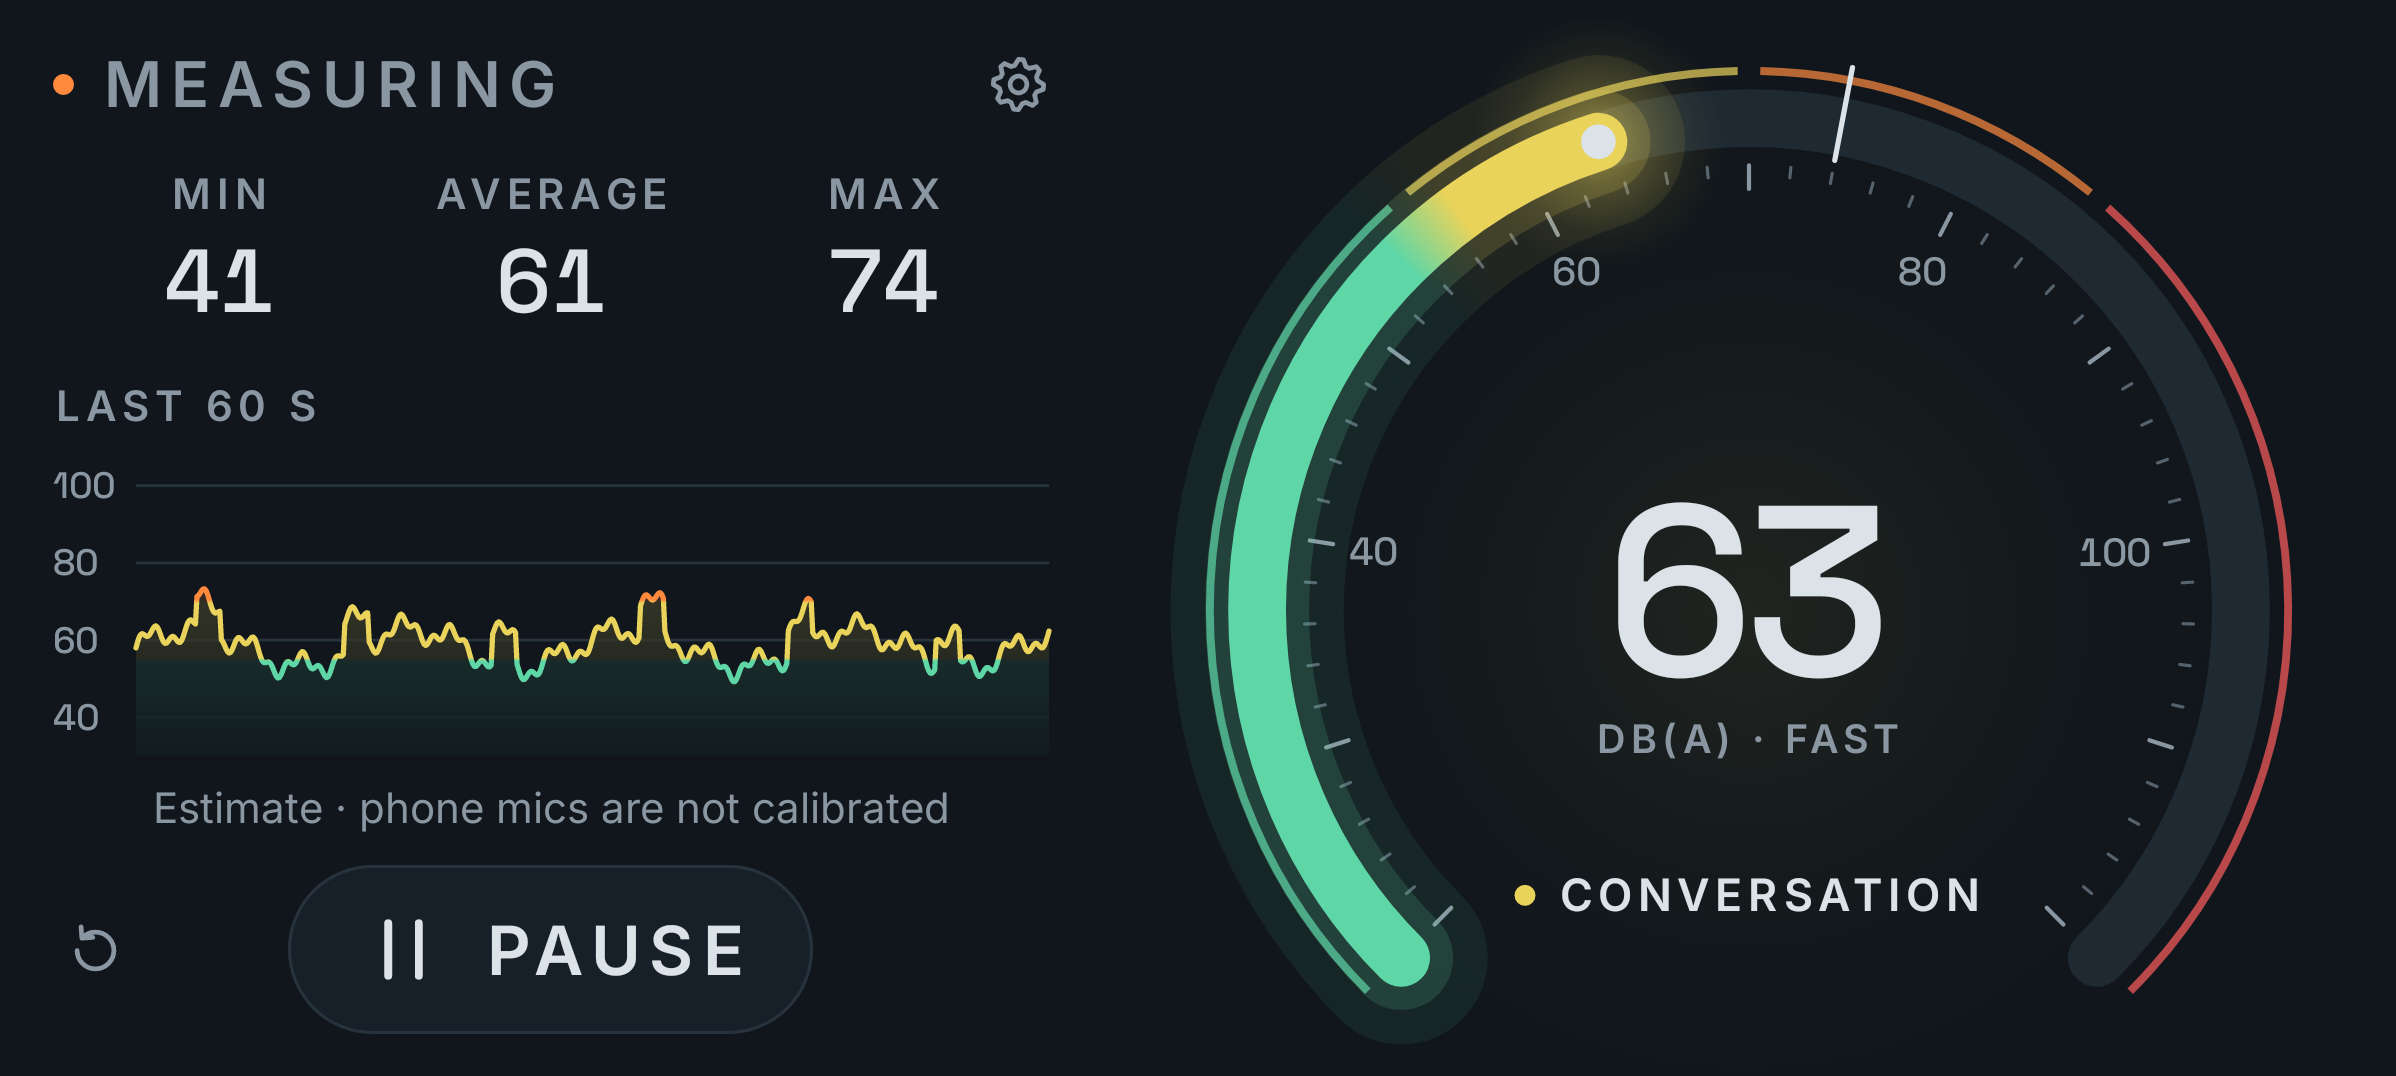 MEASURING
MIN AVERAGE MAX
41 61 74
LAST 60 S
100
80
60
40
Estimate · phone mics are not calibrated
PAUSE
60 80
40 100
63
DB(A) · FAST
CONVERSATION